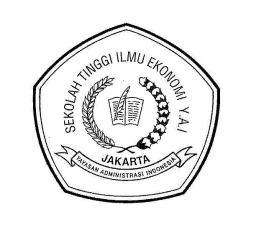 SEKOLAH TINGGI ILMU EKONOMI Y.A.I
JAKARTA
YAYASAN ADMINISTRASI INDONESIA